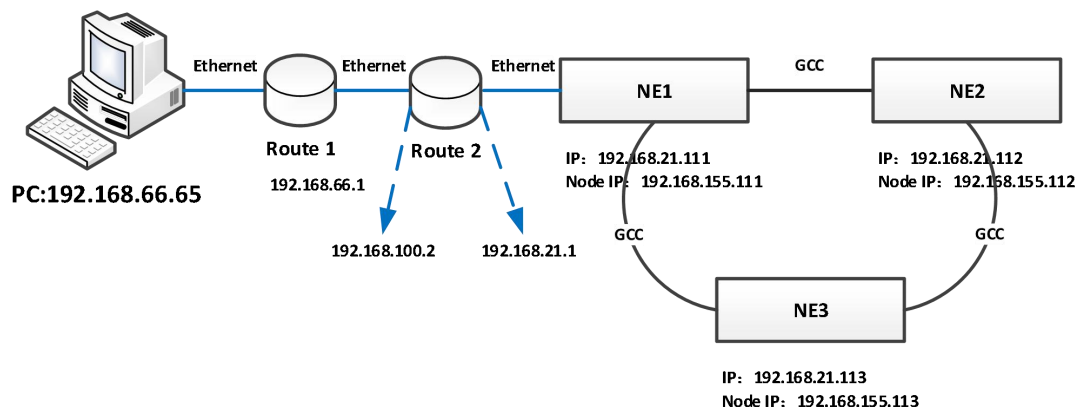 Ethernet
Ethernet
Ethernet
GCC
NE1
NE2
Route 1
Route 2
192.168.66.1
PC:192.168.66.65
IP：192.168.21.111
Node IP：192.168.155.111
IP：192.168.21.112
Node IP：192.168.155.112
192.168.100.2
192.168.21.1
GCC
GCC
NE3
IP：192.168.21.113
Node IP：192.168.155.113